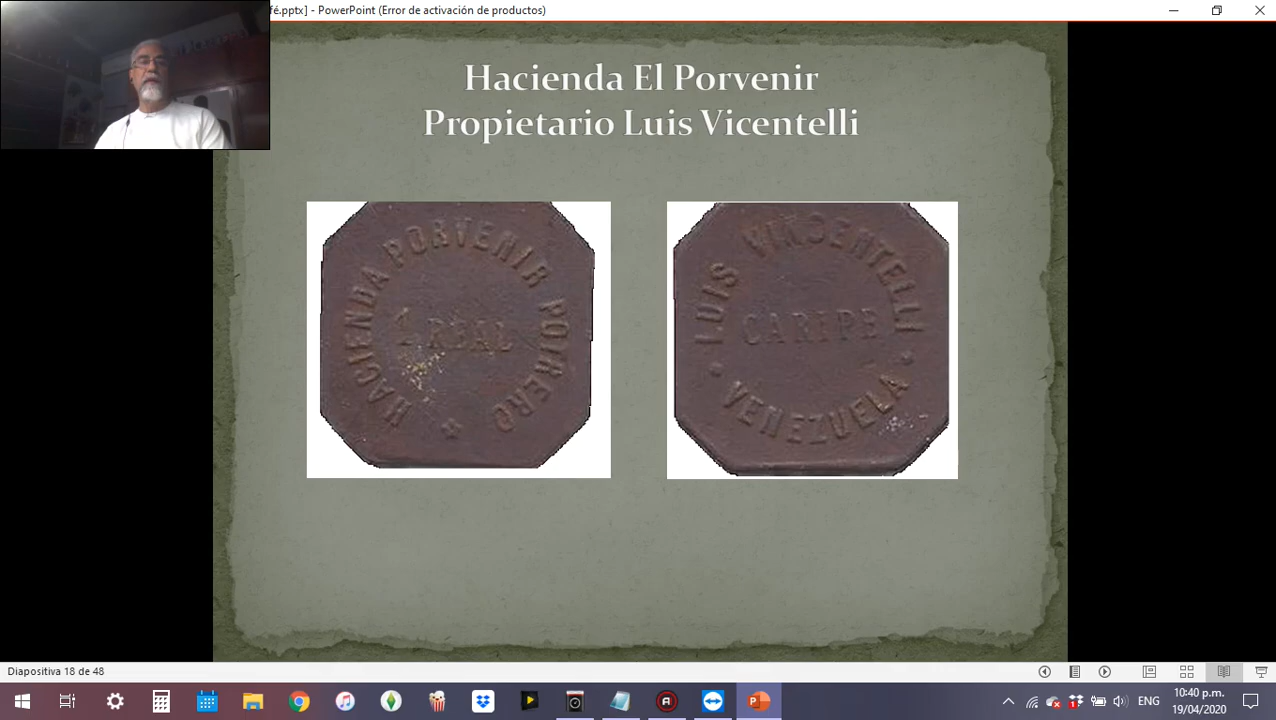 fé.pptx] - PowerPoint (Error de activación de productos)
Hacienda El Porvenir
Propietario Luis Vicentelli
HACIENDA PORVENIR POTRERO
1 REAL
LUIS VINCENTELLI
CARIPE
VENEZUELA
Diapositiva 18 de 48
ENG
10:40 p.m.
19/04/2020